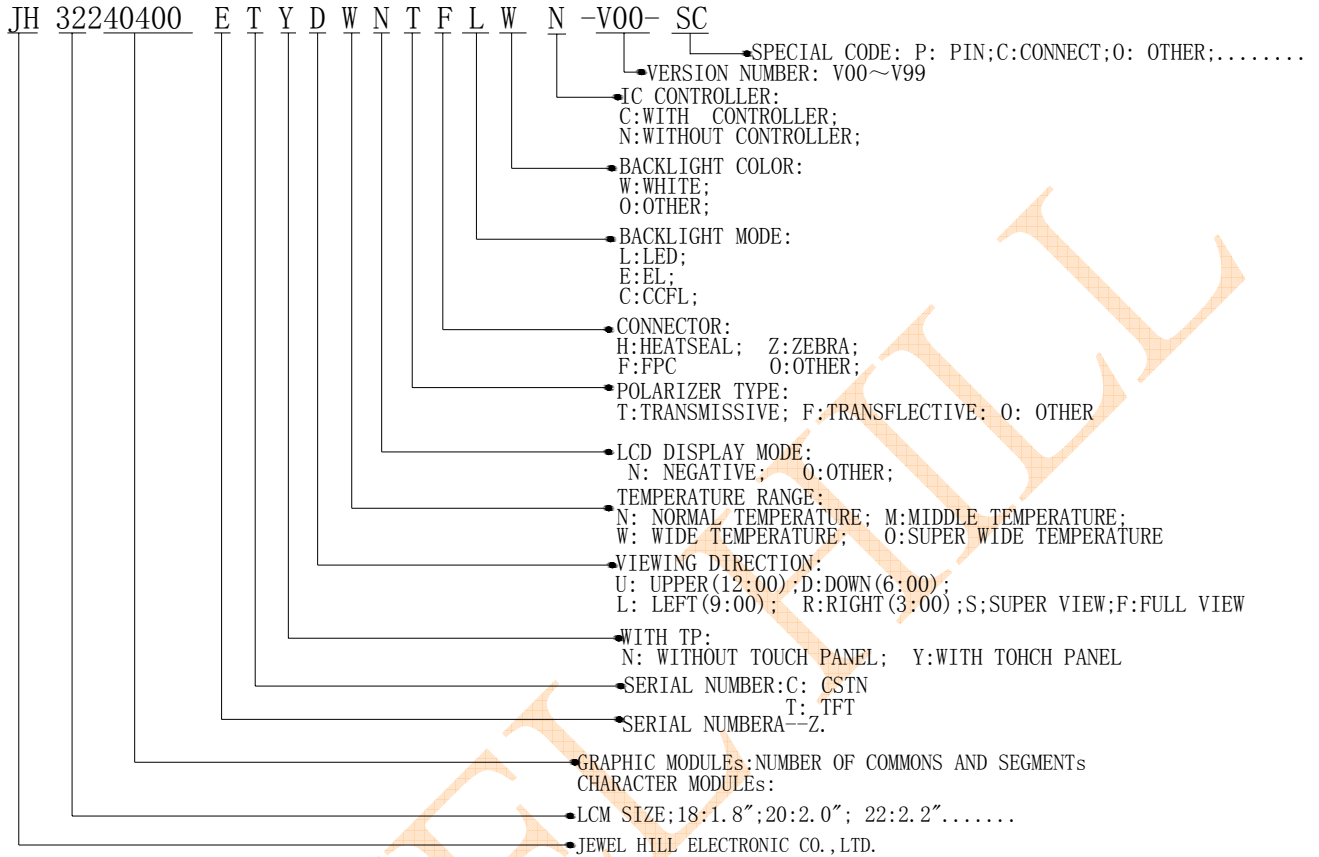 JH 32240400 E T Y D W N T F L W N -V00- SC
SPECIAL CODE: P: PIN;C:CONNECT;O: OTHER;........
VERSION NUMBER: V00～V99
IC CONTROLLER:
C:WITH CONTROLLER;
N:WITHOUT CONTROLLER;
BACKLIGHT COLOR:
W:WHITE;
O:OTHER;
BACKLIGHT MODE:
L:LED;
E:EL;
C:CCFL;
CONNECTOR:
H:HEATSEAL; Z:ZEBRA;
F:FPC O:OTHER;
POLARIZER TYPE:
T:TRANSMISSIVE; F:TRANSFLECTIVE: O: OTHER
LCD DISPLAY MODE:
N: NEGATIVE; O:OTHER;
TEMPERATURE RANGE:
N: NORMAL TEMPERATURE; M:MIDDLE TEMPERATURE;
W: WIDE TEMPERATURE; O:SUPER WIDE TEMPERATURE
VIEWING DIRECTION:
U: UPPER(12:00);D:DOWN(6:00);
L: LEFT(9:00); R:RIGHT(3:00);S;SUPER VIEW;F:FULL VIEW
WITH TP:
N: WITHOUT TOUCH PANEL; Y:WITH TOHCH PANEL
SERIAL NUMBER:C: CSTN
T: TFT
SERIAL NUMBERA--Z.
GRAPHIC MODULEs:NUMBER OF COMMONS AND SEGMENTs
CHARACTER MODULEs:
LCM SIZE;18:1.8″;20:2.0″; 22:2.2″.......
JEWEL HILL ELECTRONIC CO.,LTD.
EL HILL